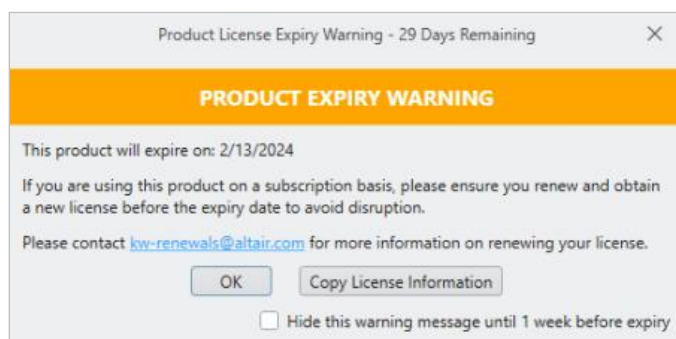 Product License Expiry Warning - 29 Days Remaining
PRODUCT EXPIRY WARNING
This product will expire on: 2/13/2024
If you are using this product on a subscription basis, please ensure you renew and obtain
a new license before the expiry date to avoid disruption.
Please contact kw-renewals@altair.com for more information on renewing your license.
OK
Copy License Information
Hide this warning message until 1 week before expiry